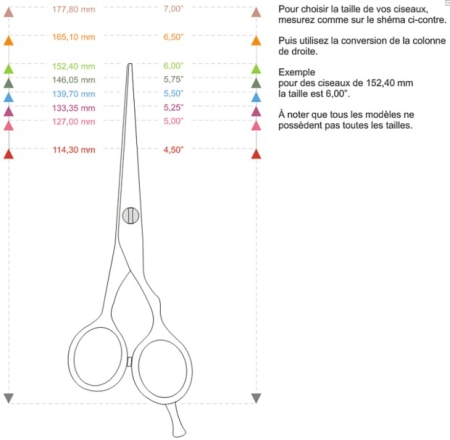 177,80 mm 7,00"
165,10 mm 6,50"
152,40 mm 6,00"
146,05 mm 5,75"
139,70 mm 5,50"
133,35 mm 5,25"
127,00 mm 5,00"
114,30 mm 4,50"
Pour choisir la taille de vos ciseaux,
mesurez comme sur le shéma ci-contre.
Puis utilisez la conversion de la colonne
de droite.
Exemple
pour des ciseaux de 152,40 mm
la taille est 6,00".
À noter que tous les modèles ne
possèdent pas toutes les tailles.